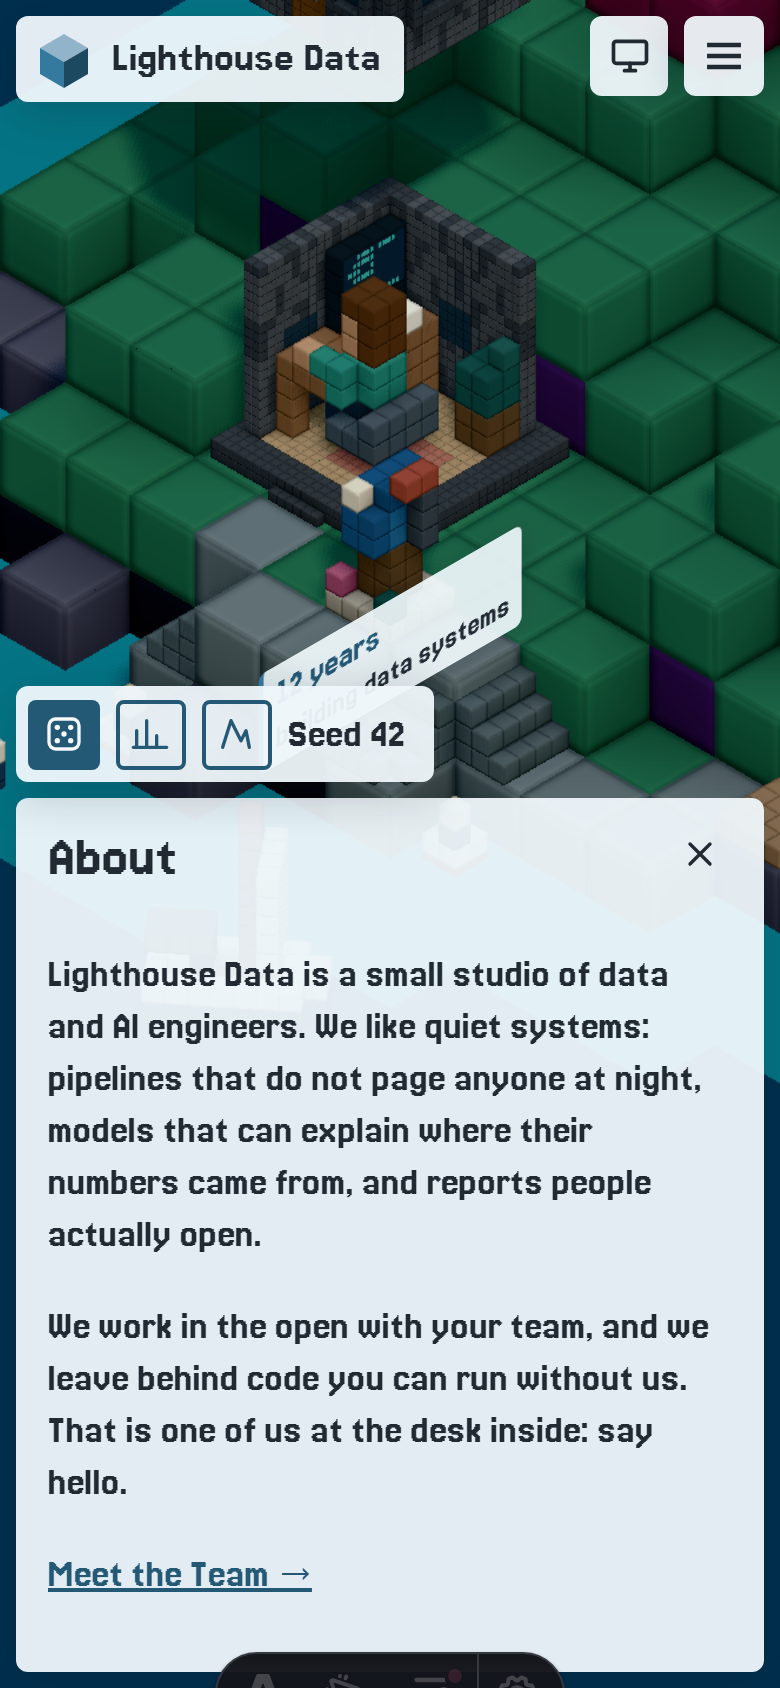 Lighthouse Data
12 years
building data systems
Seed 42
About
Lighthouse Data is a small studio of data
and AI engineers. We like quiet systems:
pipelines that do not page anyone at night,
models that can explain where their
numbers came from, and reports people
actually open.
We work in the open with your team, and we
leave behind code you can run without us.
That is one of us at the desk inside: say
hello.
Meet the Team →